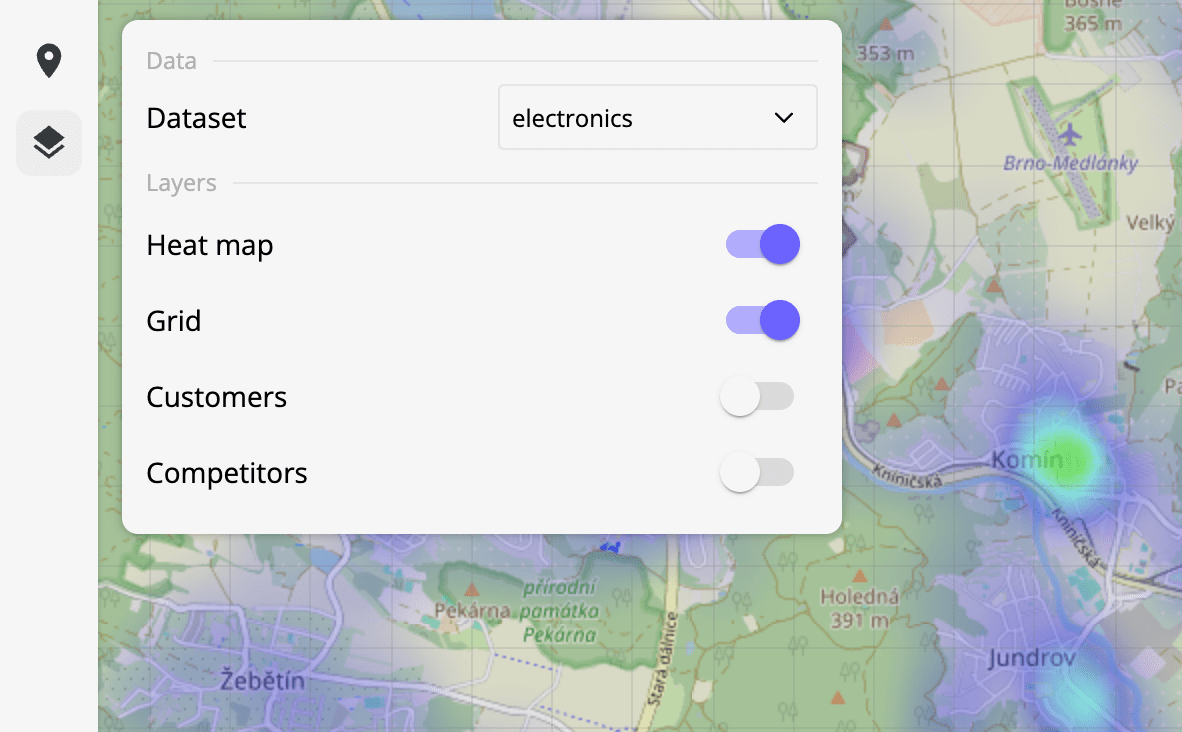 Bosně
365 m
353 m
Data
Dataset
electronics
Brno-Medlánky
Layers
Velký
Heat map
Grid
Customers
Komín
Kníničská
Competitors
Kníničská
přírodní
památka
Pekárna
Pekárna
Holedná
391 m
Stará dálnice
Jundrov
Žebětín